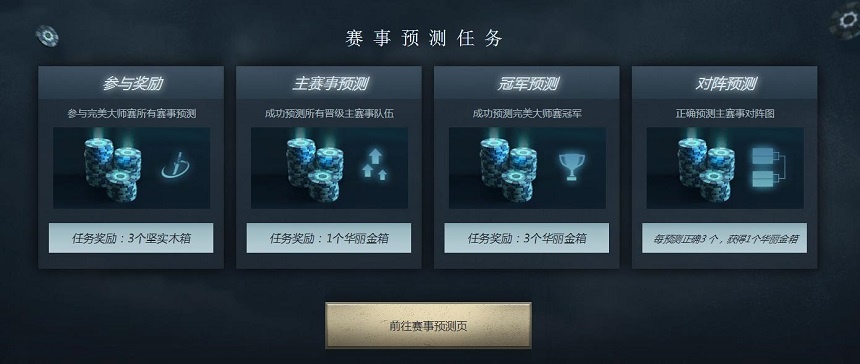 赛事预测任务
参与奖励
参与完美大师赛所有赛事预测
任务奖励：3个坚实木箱
主赛事预测
成功预测所有晋级主赛事队伍
任务奖励：1个华丽金箱
冠军预测
成功预测完美大师赛冠军
任务奖励：3个华丽金箱
对阵预测
正确预测主赛事对阵图
每预测正确3个，获得1个华丽金箱
前往赛事预测页